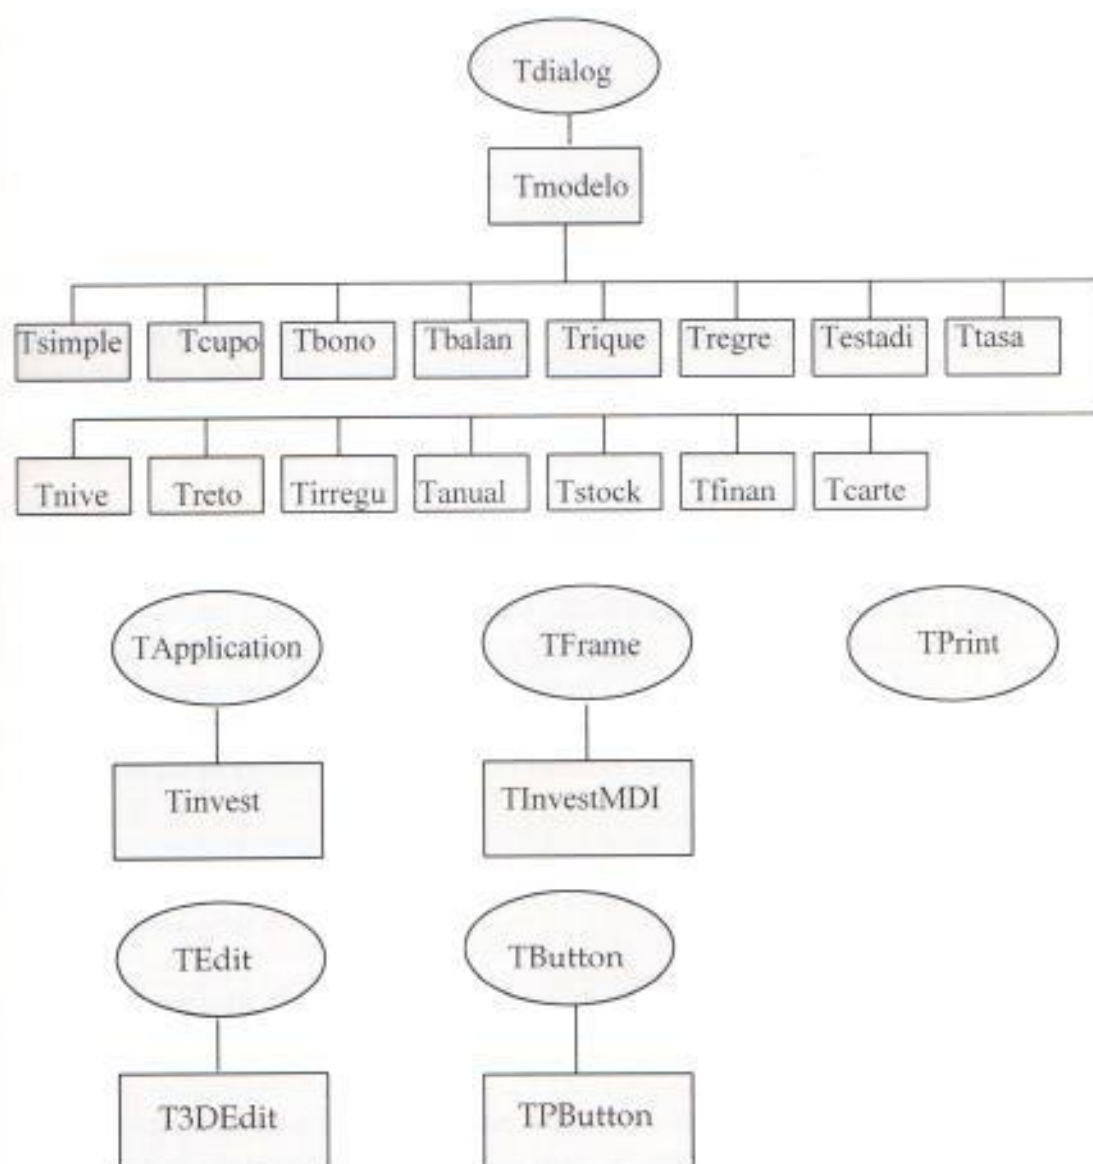 Tdialog
Tmodelo
Tsimple Tcupo Tbono Tbalan Trique Tregre Testadi Ttasa
Tnive Treto Tirregu Tanual Tstock Tfinan Tcarte
TApplication TFrame TPrint
Tinvest TInvestMDI
TEdit TButton
T3DEdit TPButton